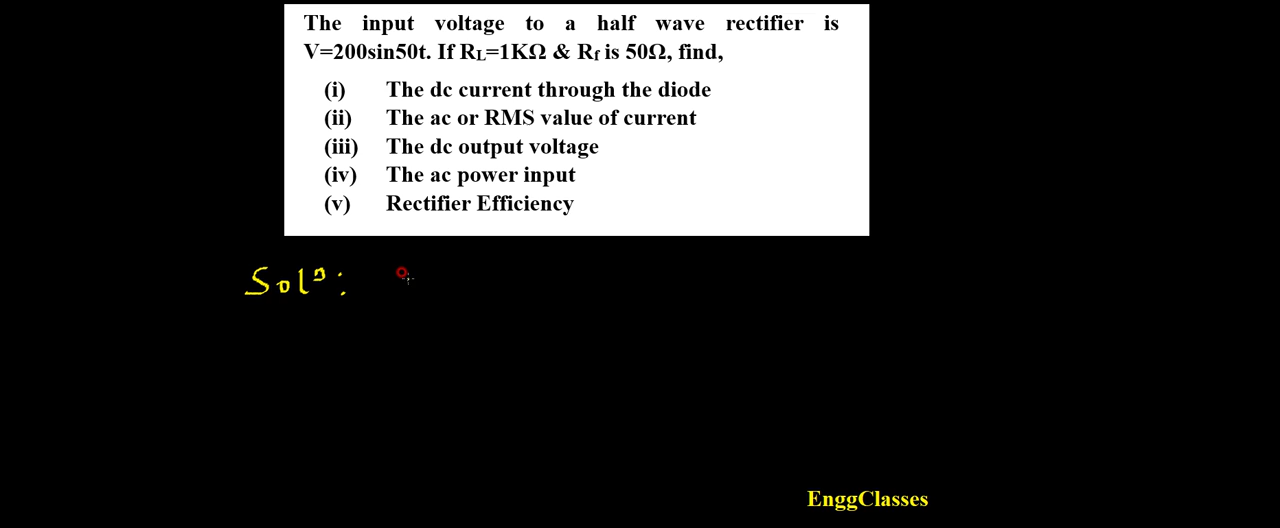 The input voltage to a half wave rectifier is
V=200sin50t. If RL=1KΩ & Rf is 50Ω, find,
(i) The dc current through the diode
(ii) The ac or RMS value of current
(iii) The dc output voltage
(iv) The ac power input
(v) Rectifier Efficiency
Solⁿ:
EnggClasses